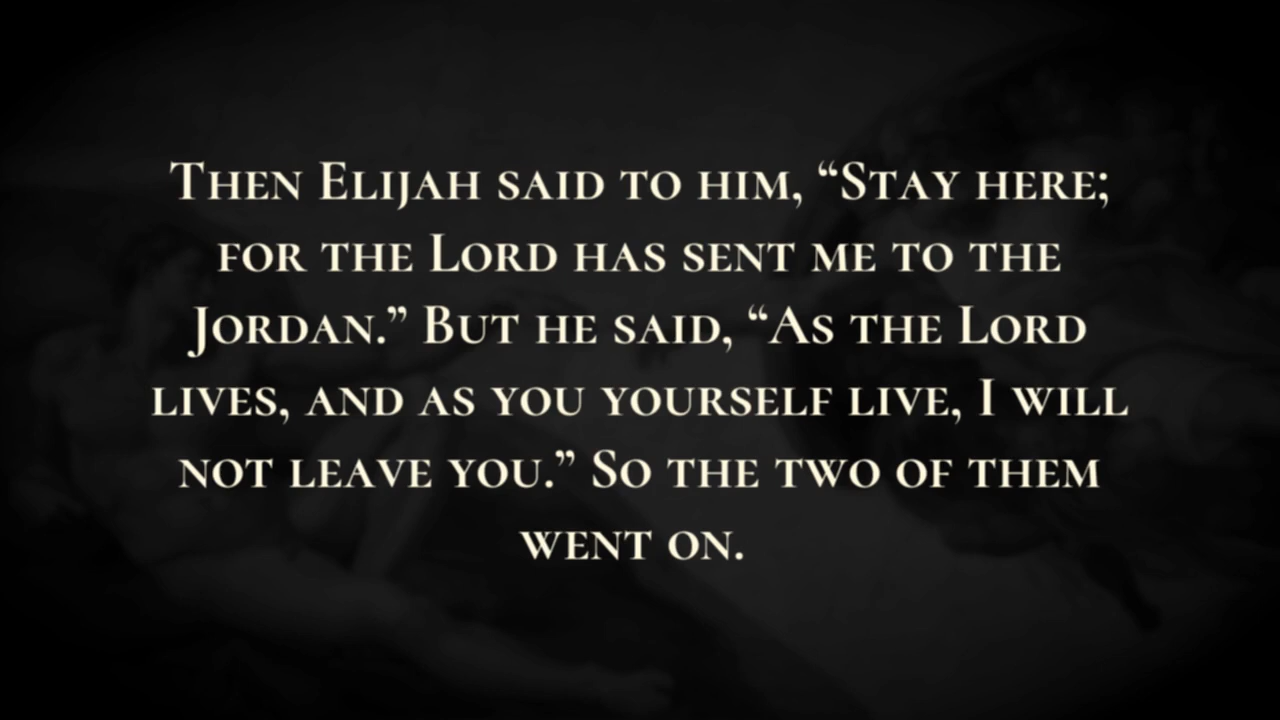 Then Elijah said to him, “Stay here;
for the Lord has sent me to the
Jordan.” But he said, “As the Lord
lives, and as you yourself live, I will
not leave you.” So the two of them
went on.